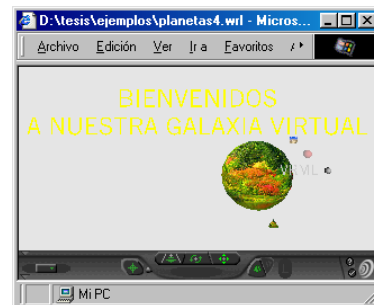 D:\tesis\ejemplos\planetas4.wrl - Micros...
Archivo Edición Ver Ir a Favoritos
BIENVENIDOS
A NUESTRA GALAXIA VIRTUAL
VRML
Mi PC